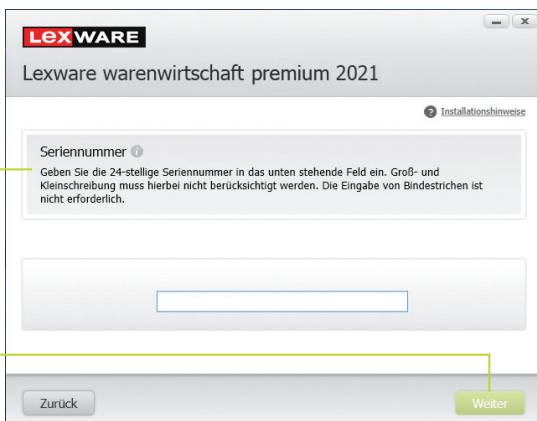 LEXWARE
Lexware warenwirtschaft premium 2021
Installationshinweise
Seriennummer
Geben Sie die 24-stellige Seriennummer in das unten stehende Feld ein. Groß- und
Kleinschreibung muss hierbei nicht berücksichtigt werden. Die Eingabe von Bindestrichen ist
nicht erforderlich.
Zurück
Weiter